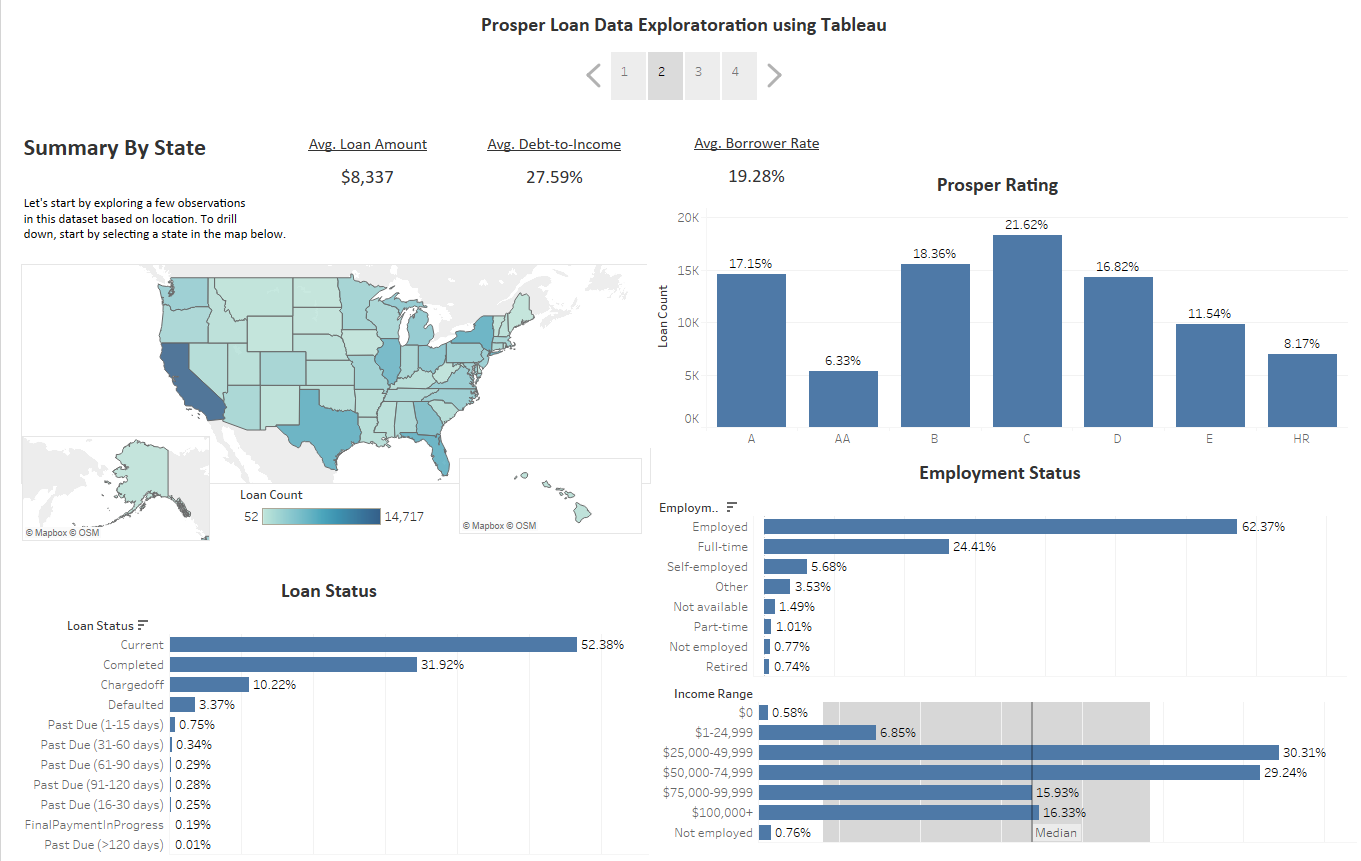 Prosper Loan Data Exploratoration using Tableau
1 2 3 4
Summary By State
Avg. Loan Amount
$8,337
Avg. Debt-to-Income
27.59%
Avg. Borrower Rate
19.28%
Let's start by exploring a few observations
in this dataset based on location. To drill
down, start by selecting a state in the map below.
© Mapbox © OSM
Loan Count
52 14,717
© Mapbox © OSM
Loan Status
Loan Status
Current 52.38%
Completed 31.92%
Chargedoff 10.22%
Defaulted 3.37%
Past Due (1-15 days) 0.75%
Past Due (31-60 days) 0.34%
Past Due (61-90 days) 0.29%
Past Due (91-120 days) 0.28%
Past Due (16-30 days) 0.25%
FinalPaymentInProgress 0.19%
Past Due (>120 days) 0.01%
Prosper Rating
Loan Count
20K
15K
10K
5K
0K
17.15% 6.33% 18.36% 21.62% 16.82% 11.54% 8.17%
A AA B C D E HR
Employment Status
Employm..
Employed 62.37%
Full-time 24.41%
Self-employed 5.68%
Other 3.53%
Not available 1.49%
Part-time 1.01%
Not employed 0.77%
Retired 0.74%
Income Range
$0 0.58%
$1-24,999 6.85%
$25,000-49,999 30.31%
$50,000-74,999 29.24%
$75,000-99,999 15.93%
$100,000+ 16.33%
Not employed 0.76%
Median